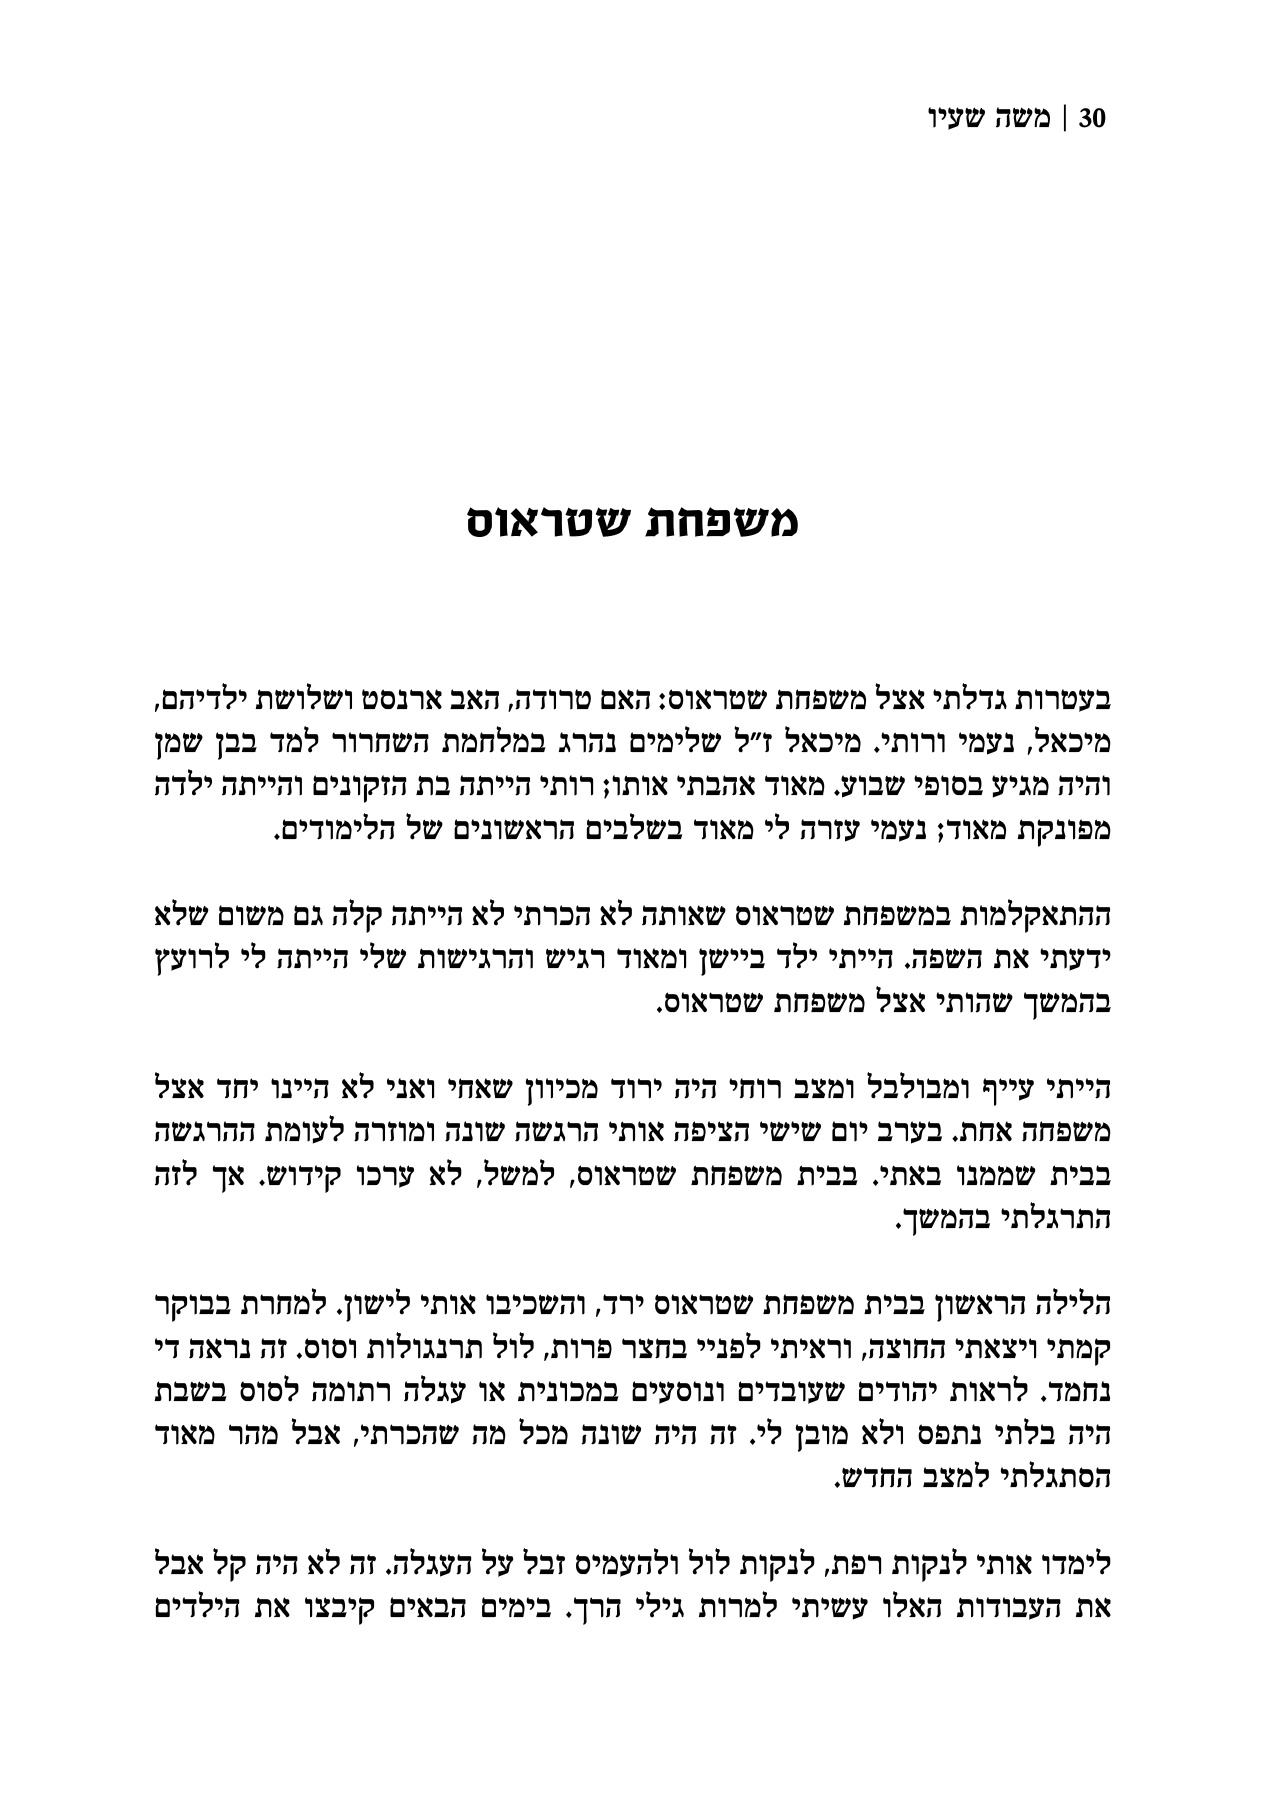 30 | משה שעיו
משפחת שטראוס
בעטרות גדלתי אצל משפחת שטראוס: האם טרודה, האב ארנסט ושלושת ילדיהם,
מיכאל, נעמי ורותי. מיכאל ז״ל שלימים נהרג במלחמת השחרור למד בבן שמן
והיה מגיע בסופי שבוע. מאוד אהבתי אותו; רותי הייתה בת הזקונים והייתה ילדה
מפונקת מאוד; נעמי עזרה לי מאוד בשלבים הראשונים של הלימודים.
ההתאקלמות במשפחת שטראוס שאותה לא הכרתי לא הייתה קלה גם משום שלא
ידעתי את השפה. הייתי ילד ביישן ומאוד רגיש והרגישות שלי הייתה לי לרועץ
בהמשך שהותי אצל משפחת שטראוס.
הייתי עייף ומבולבל ומצב רוחי היה ירוד מכיוון שאחי ואני לא היינו יחד אצל
משפחה אחת. בערב יום שישי הציפה אותי הרגשה שונה ומוזרה לעומת ההרגשה
בבית שממנו באתי. בבית משפחת שטראוס, למשל, לא ערכו קידוש. אך לזה
התרגלתי בהמשך.
הלילה הראשון בבית משפחת שטראוס ירד, והשכיבו אותי לישון. למחרת בבוקר
קמתי ויצאתי החוצה, וראיתי לפניי בחצר פרות, לול תרנגולות וסוס. זה נראה די
נחמד. לראות יהודים שעובדים ונוסעים במכונית או עגלה רתומה לסוס בשבת
היה בלתי נתפס ולא מובן לי. זה היה שונה מכל מה שהכרתי, אבל מהר מאוד
הסתגלתי למצב החדש.
לימדו אותי לנקות רפת, לנקות לול ולהעמיס זבל על העגלה. זה לא היה קל אבל
את העבודות האלו עשיתי למרות גילי הרך. בימים הבאים קיבצו את הילדים